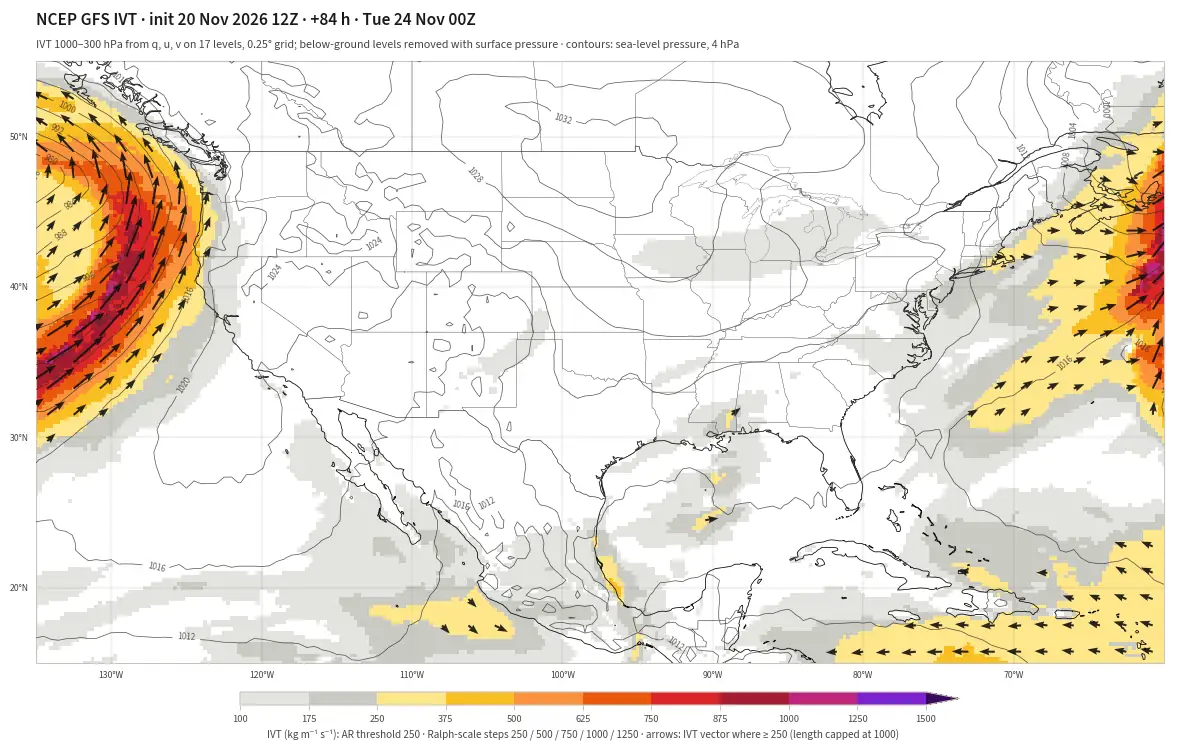 NCEP GFS IVT · init 20 Nov 2026 12Z · +84 h · Tue 24 Nov 00Z
IVT 1000–300 hPa from q, u, v on 17 levels, 0.25° grid; below-ground levels removed with surface pressure · contours: sea-level pressure, 4 hPa
1000
992
988
1004
1008
1032
1028
1024
1024
1016
1020
1016
1016
1012
1016
1012
1012
50°N
40°N
30°N
20°N
130°W
120°W
110°W
100°W
90°W
80°W
70°W
100
175
250
375
500
625
750
875
1000
1250
1500
IVT (kg m⁻¹ s⁻¹): AR threshold 250 · Ralph-scale steps 250 / 500 / 750 / 1000 / 1250 · arrows: IVT vector where ≥ 250 (length capped at 1000)